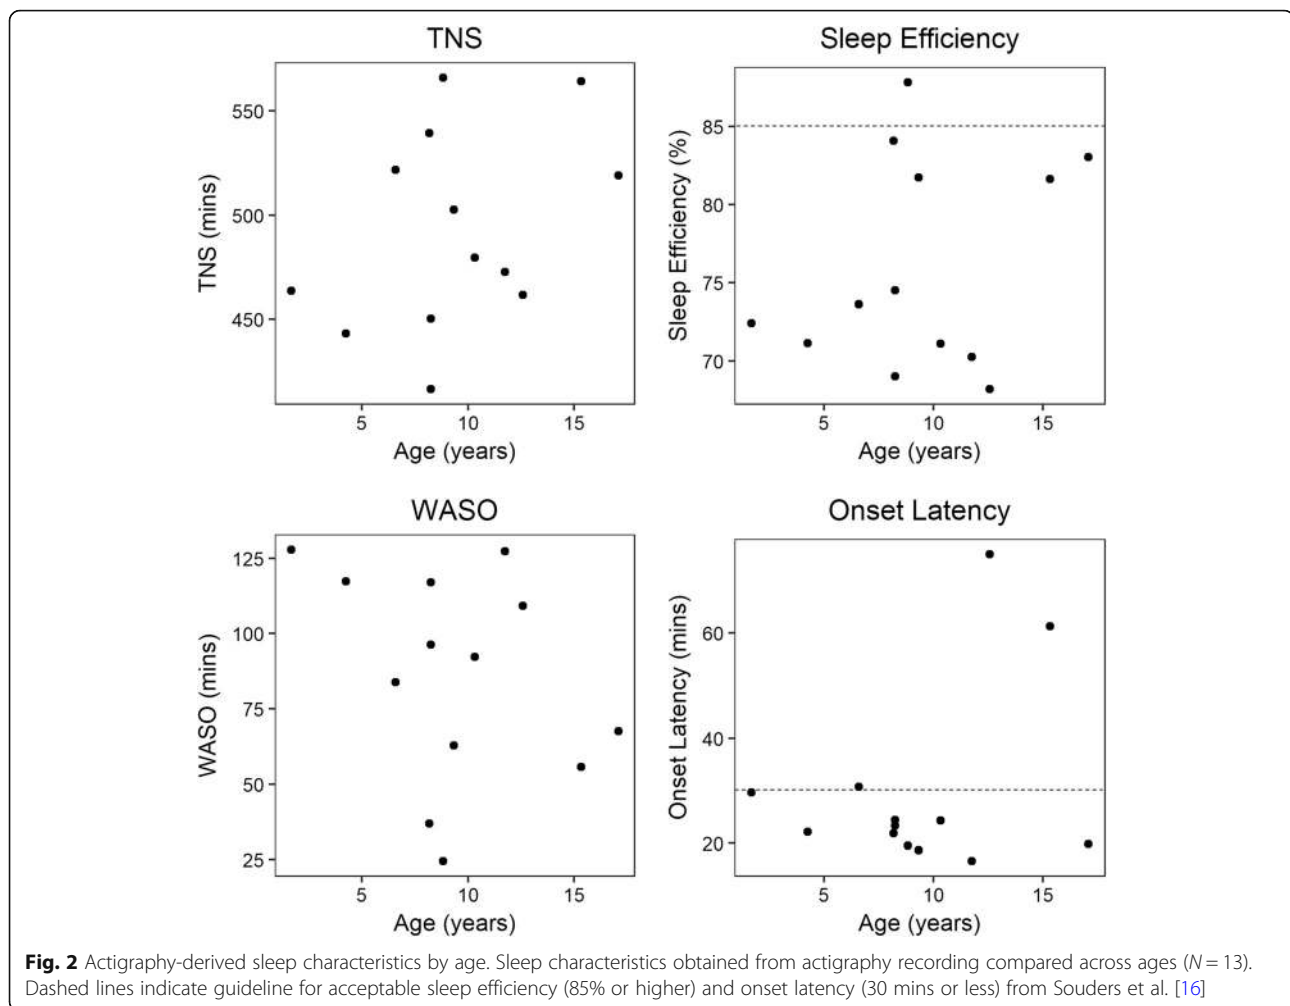 TNS
TNS (mins)
550
500
450
5 10 15
Age (years)
Sleep Efficiency
Sleep Efficiency (%)
85
80
75
70
5 10 15
Age (years)
WASO
WASO (mins)
125
100
75
50
25
5 10 15
Age (years)
Onset Latency
Onset Latency (mins)
60
40
20
5 10 15
Age (years)
Fig. 2 Actigraphy-derived sleep characteristics by age. Sleep characteristics obtained from actigraphy recording compared across ages (N = 13).
Dashed lines indicate guideline for acceptable sleep efficiency (85% or higher) and onset latency (30 mins or less) from Souders et al. [16]